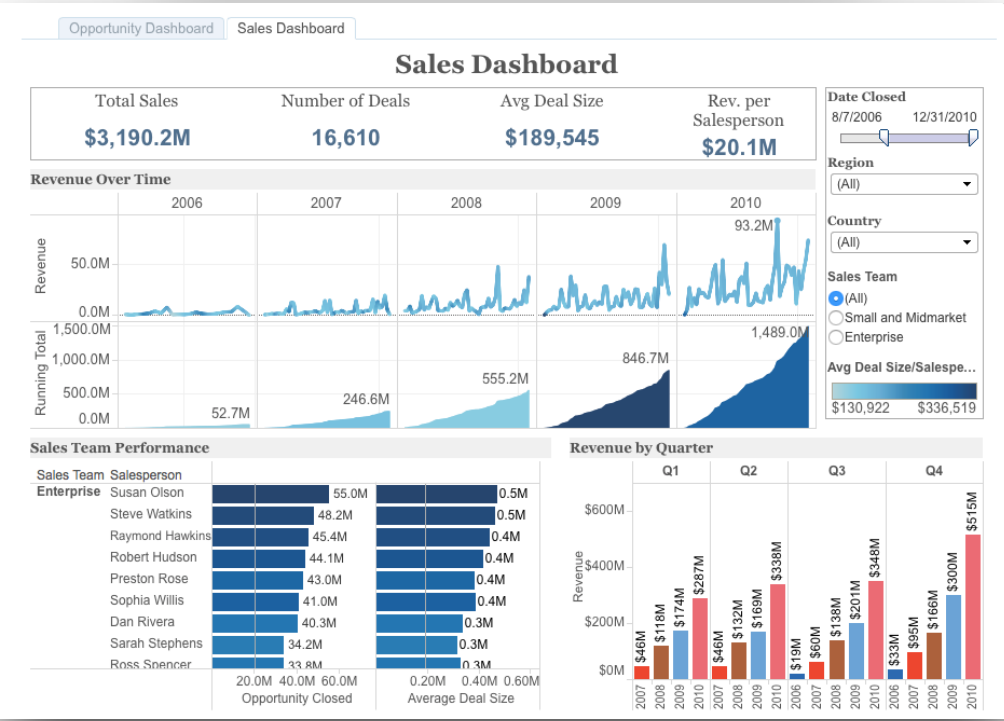 Opportunity Dashboard Sales Dashboard
Sales Dashboard
Total Sales Number of Deals Avg Deal Size Rev. per Salesperson
$3,190.2M 16,610 $189,545 $20.1M
Date Closed
8/7/2006 12/31/2010
Region
(All)
Country
(All)
Sales Team
(All)
Small and Midmarket
Enterprise
Avg Deal Size/Salespe...
$130,922 $336,519
Revenue Over Time
2006 2007 2008 2009 2010
Revenue
50.0M
0.0M
93.2M
Running Total
1,500.0M
1,000.0M
500.0M
0.0M
52.7M 246.6M 555.2M 846.7M 1,489.0M
Sales Team Performance
Sales Team Salesperson
Enterprise Susan Olson 55.0M 0.5M
Steve Watkins 48.2M 0.5M
Raymond Hawkins 45.4M 0.4M
Robert Hudson 44.1M 0.4M
Preston Rose 43.0M 0.4M
Sophia Willis 41.0M 0.4M
Dan Rivera 40.3M 0.3M
Sarah Stephens 34.2M 0.3M
Ross Spencer 33.8M 0.3M
20.0M 40.0M 60.0M 0.20M 0.40M 0.60M
Opportunity Closed Average Deal Size
Revenue by Quarter
Q1 Q2 Q3 Q4
Revenue
$600M
$400M
$200M
$0M
$46M $118M $174M $287M $46M $132M $169M $338M $19M $60M $138M $201M $348M $33M $95M $166M $300M $515M
2007 2008 2009 2010 2007 2008 2009 2010 2006 2007 2008 2009 2010 2006 2007 2008 2009 2010